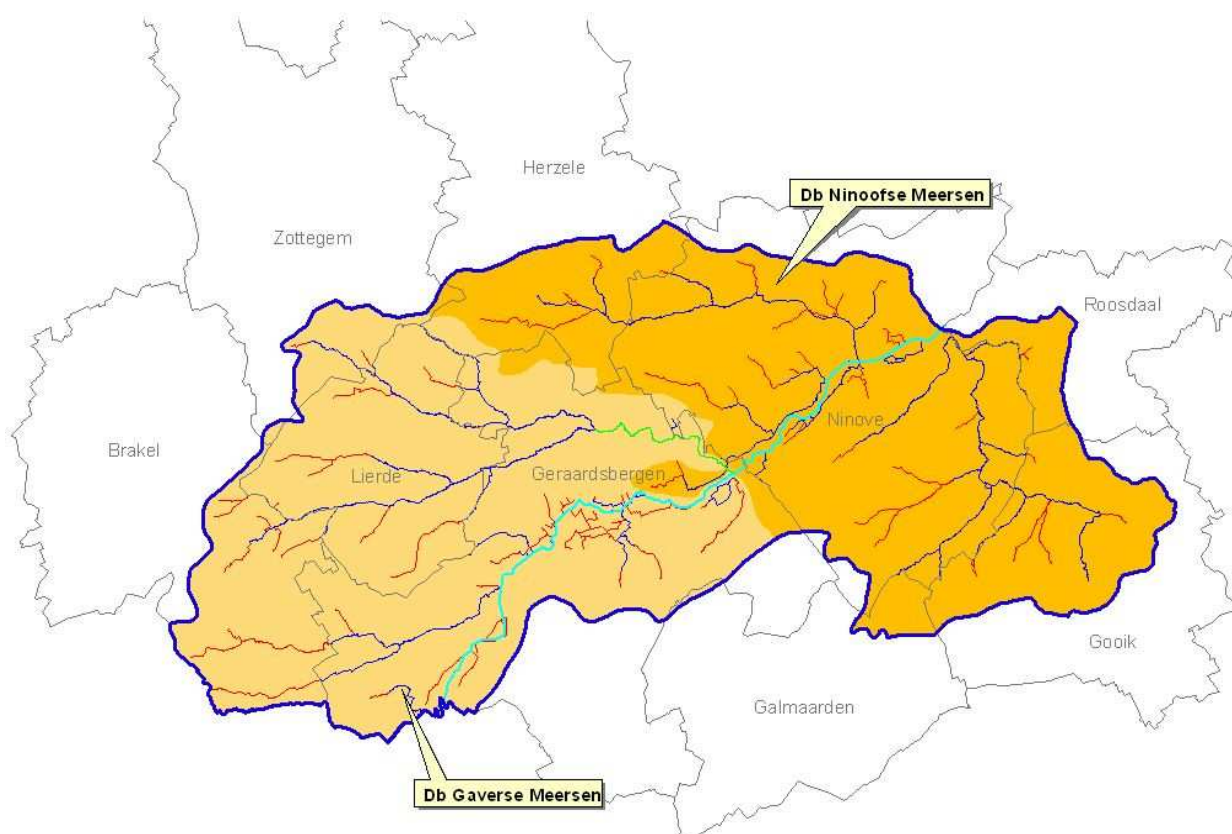 Herzele
Db Ninoofse Meersen
Zottegem
Roosdaal
Ninove
Brakel
Lierde
Geraardsbergen
Gooik
Galmaarden
Db Gaverse Meersen